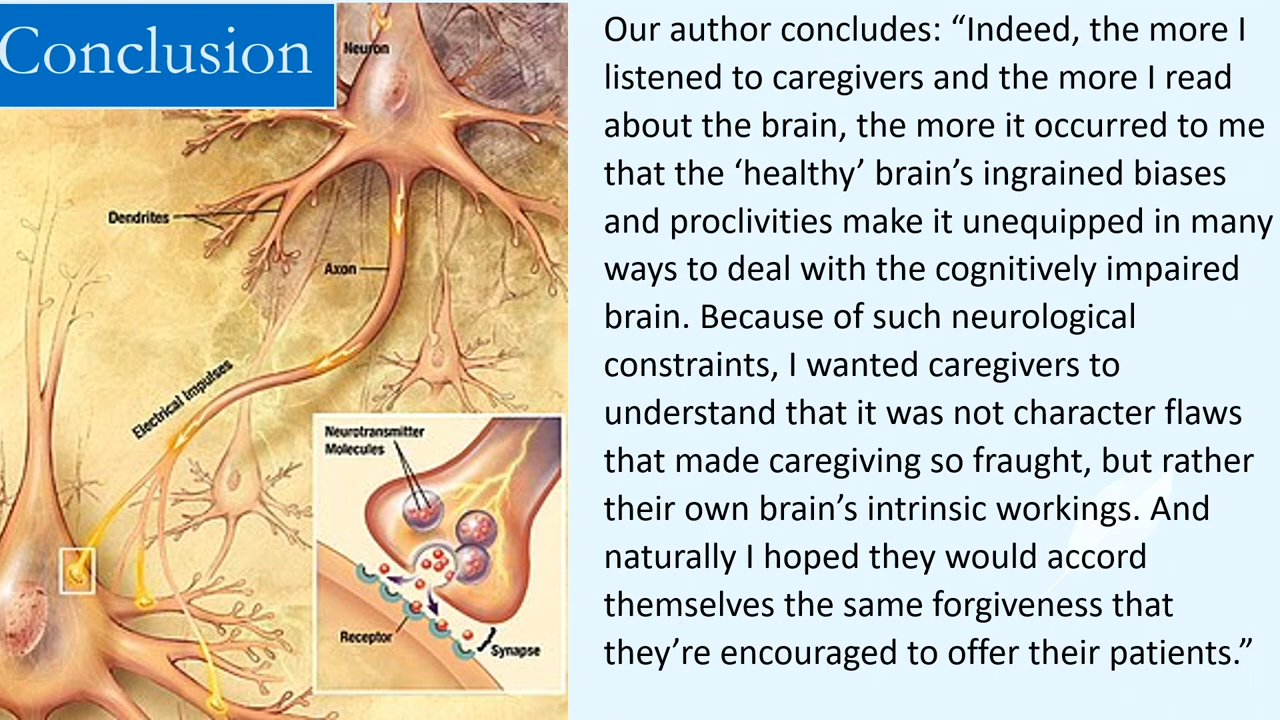 Conclusion
Neuron
Dendrites
Axon
Electrical Impulses
Neurotransmitter
Molecules
Receptor
Synapse
Our author concludes: “Indeed, the more I
listened to caregivers and the more I read
about the brain, the more it occurred to me
that the ‘healthy’ brain’s ingrained biases
and proclivities make it unequipped in many
ways to deal with the cognitively impaired
brain. Because of such neurological
constraints, I wanted caregivers to
understand that it was not character flaws
that made caregiving so fraught, but rather
their own brain’s intrinsic workings. And
naturally I hoped they would accord
themselves the same forgiveness that
they’re encouraged to offer their patients.”